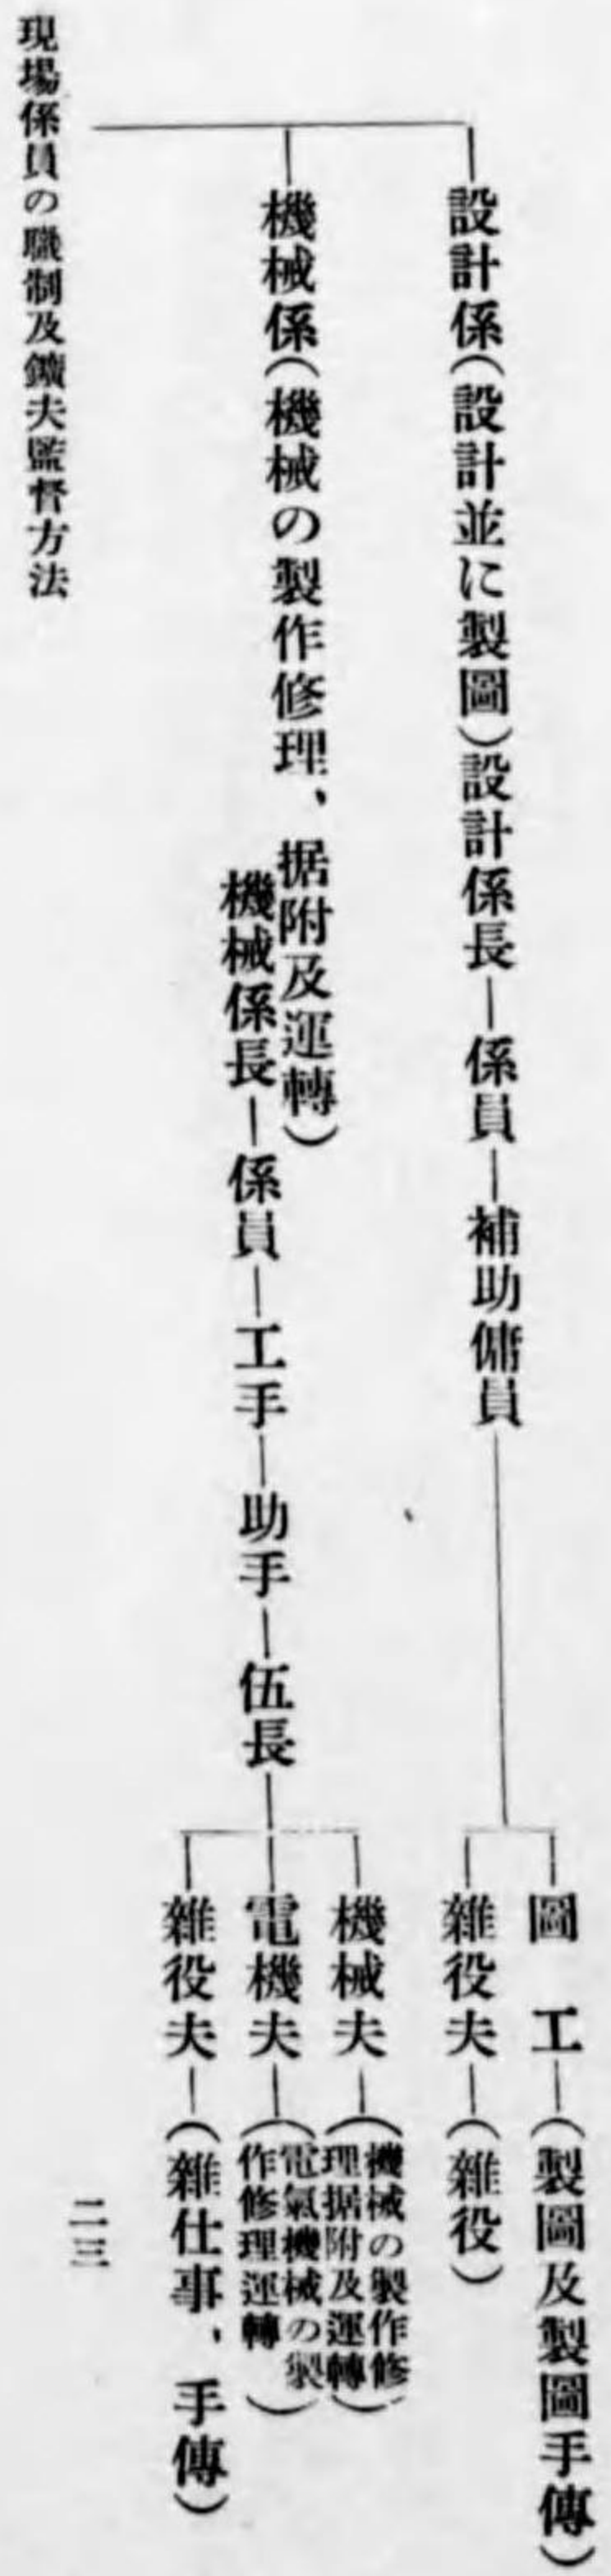 設計係(設計並に製圖)設計係長―係員―補助傭員
圖　工―(製圖及製圖手傳)
雜役夫―(雜役)
機械係(機械の製作修理、据附及運轉)
機械係長―係員―工手―助手―伍長
機械夫―(機械の製作修
理据附及運轉)
電機夫―(電氣機械の製
作修理運轉)
雜役夫―(雜仕事、手傳)
現場係員の職制及鑛夫監督方法
二三